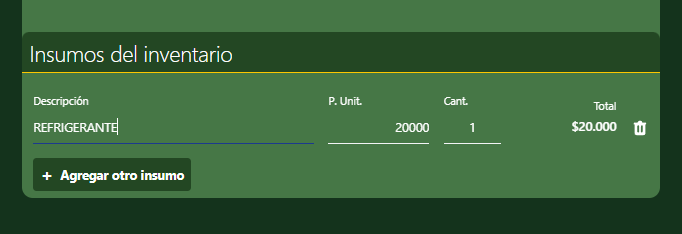 Insumos del inventario
Descripción P. Unit. Cant. Total
REFRIGERANTE 20000 1 $20.000
+ Agregar otro insumo